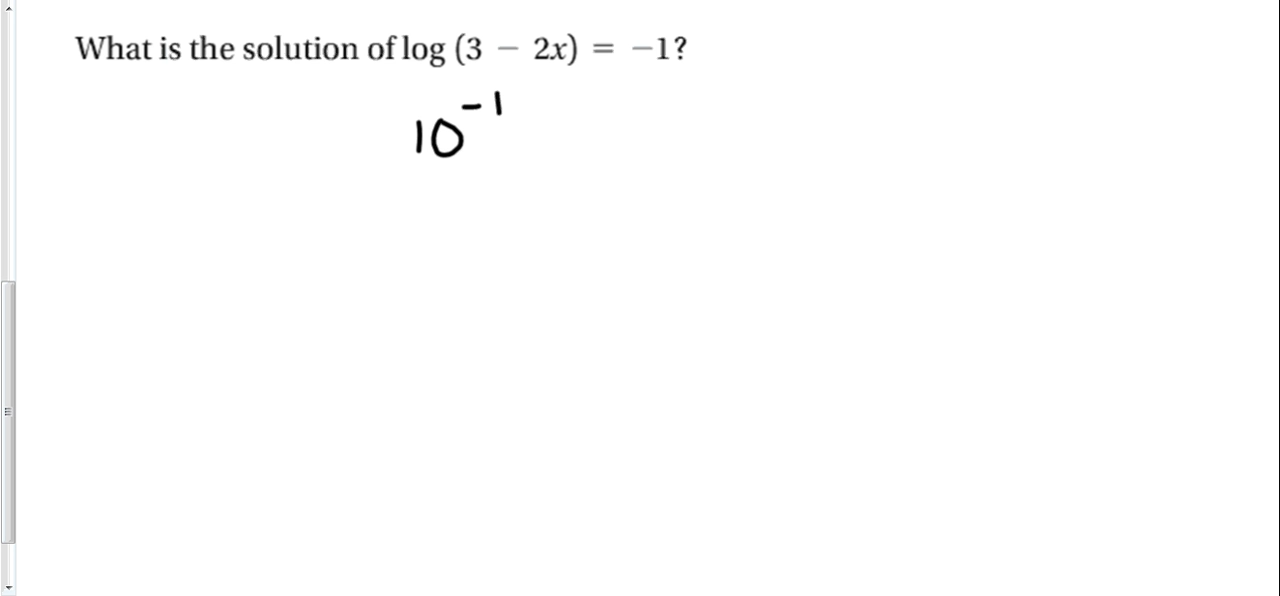 What is the solution of log (3 − 2x) = −1?
10⁻¹